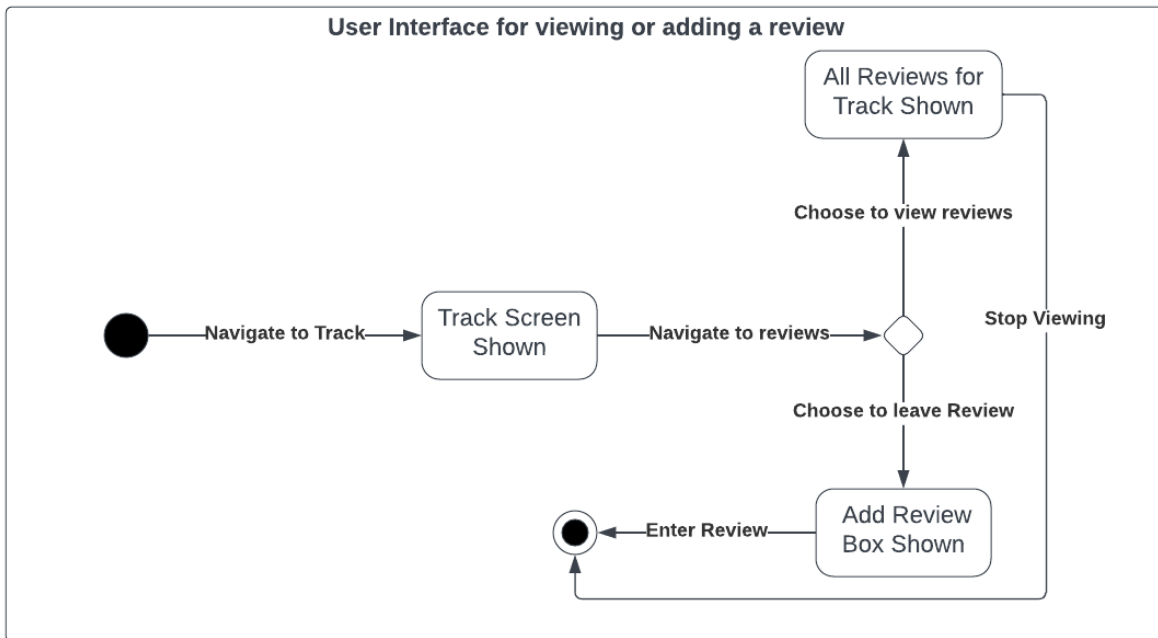 User Interface for viewing or adding a review
All Reviews for
Track Shown
Choose to view reviews
Navigate to Track
Track Screen
Shown
Navigate to reviews
Stop Viewing
Choose to leave Review
Enter Review
Add Review
Box Shown